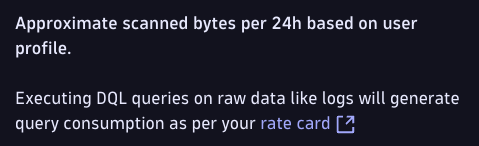 Approximate scanned bytes per 24h based on user
profile.
Executing DQL queries on raw data like logs will generate
query consumption as per your rate card